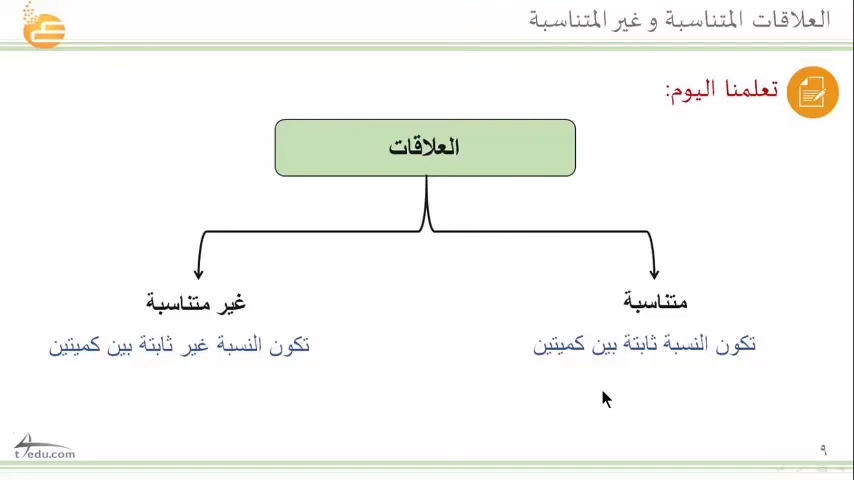 العلاقات المتناسبة و غير المتناسبة
تعلمنا اليوم:
العلاقات
متناسبة
تكون النسبة ثابتة بين كميتين
غير متناسبة
تكون النسبة غير ثابتة بين كميتين
t4edu.com
٩